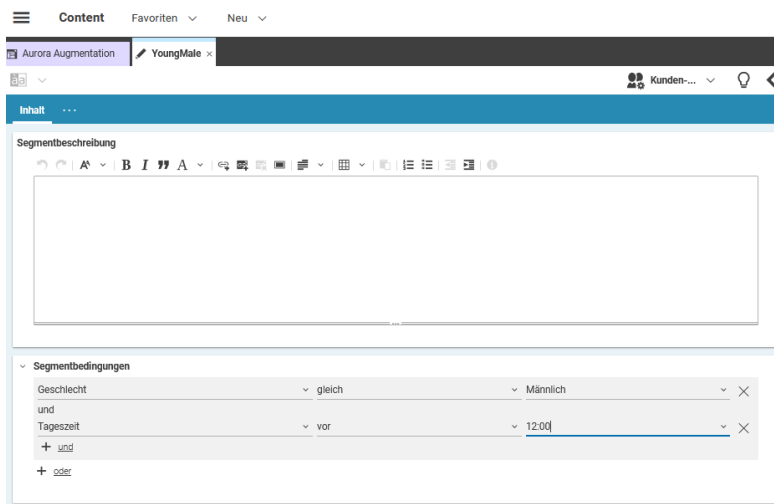 Content Favoriten Neu
Aurora Augmentation YoungMale ×
Kunden-...
Inhalt ...
Segmentbeschreibung
Segmentbedingungen
Geschlecht gleich Männlich
und
Tageszeit vor 12:00
+ und
+ oder